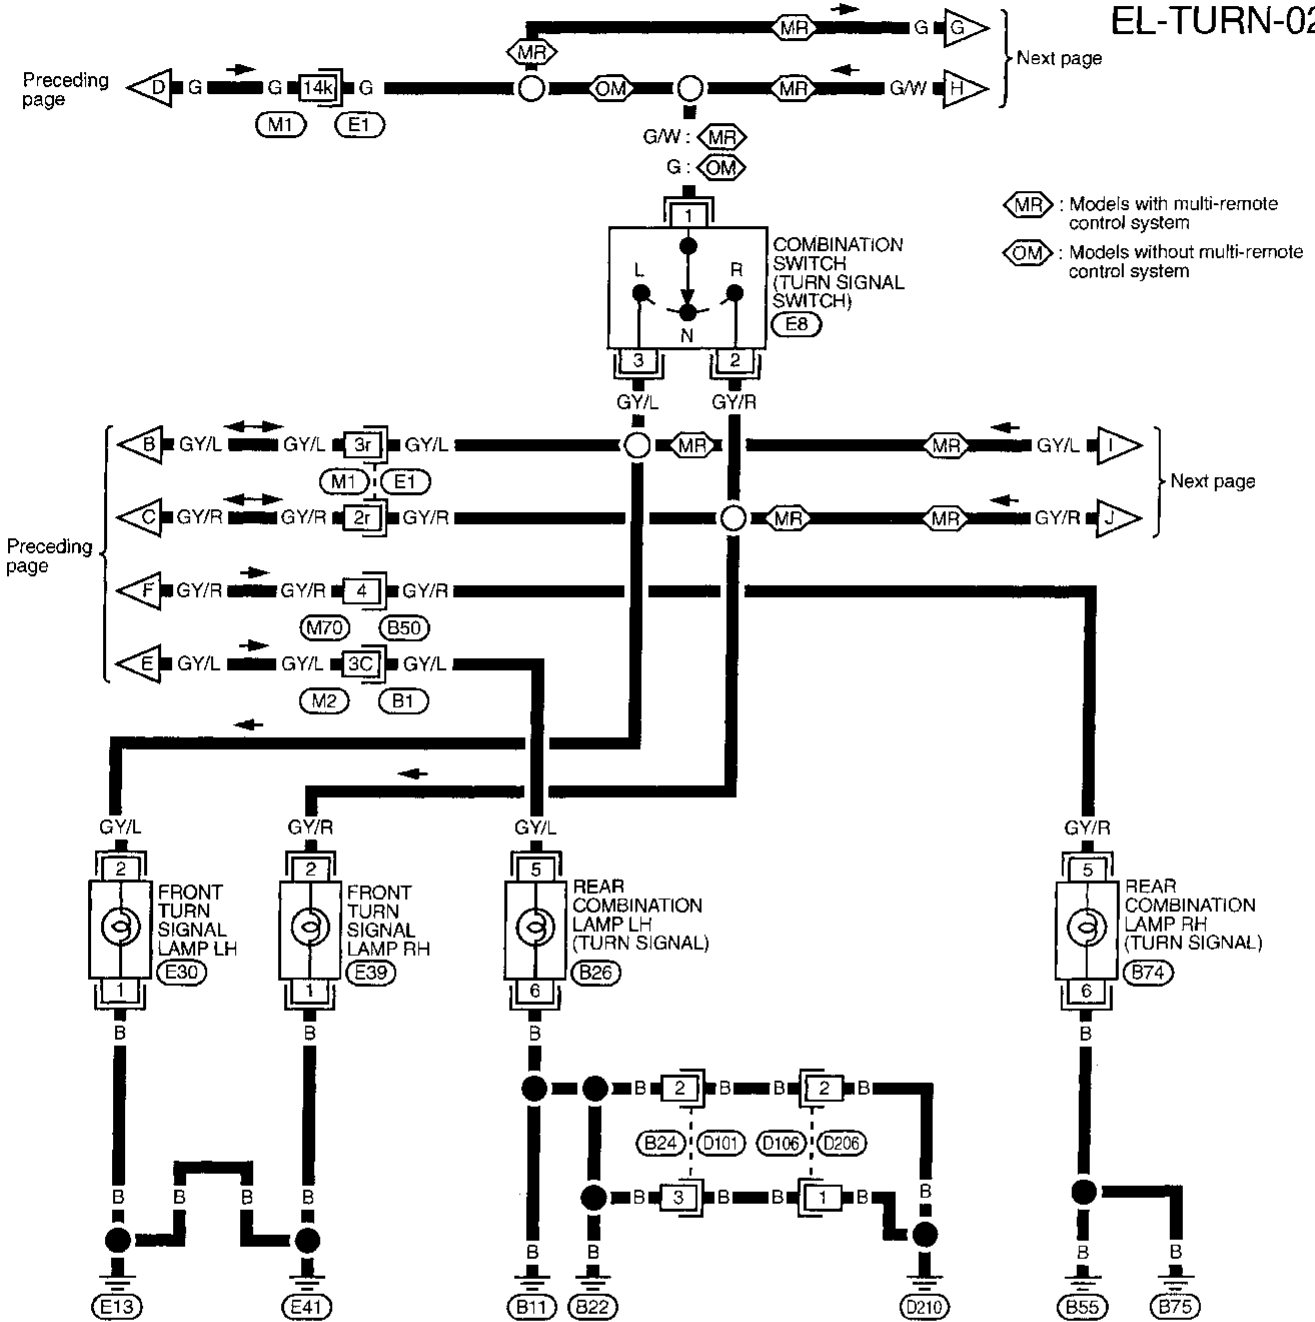 EL-TURN-02
MR G G
MR
Next page
Preceding
page
D G G 14k G OM MR G/W H
M1 E1
G/W : MR
G : OM
1
MR : Models with multi-remote
control system
OM : Models without multi-remote
control system
COMBINATION
SWITCH
(TURN SIGNAL
SWITCH)
E8
L R
N
3 2
GY/L GY/R
B GY/L GY/L 3r GY/L MR MR GY/L I
M1 E1
Next page
C GY/R GY/R 2r GY/R MR MR GY/R J
Preceding
page
F GY/R GY/R 4 GY/R
M70 B50
E GY/L GY/L 3C GY/L
M2 B1
GY/L GY/R GY/L GY/R
2 2 5 5
FRONT
TURN
SIGNAL
LAMP LH
E30
FRONT
TURN
SIGNAL
LAMP RH
E39
REAR
COMBINATION
LAMP LH
(TURN SIGNAL)
B26
REAR
COMBINATION
LAMP RH
(TURN SIGNAL)
B74
1 1 6 6
B B B B
B 2 B B 2 B
B24 D101 D106 D206
B B B B B 3 B B 1 B B
B B B B
E13 E41 B11 B22 D210 B55 B75